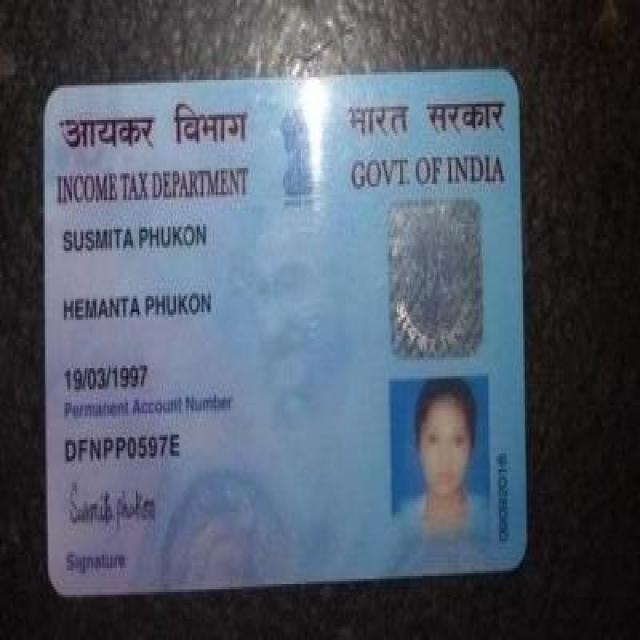 आयकर विभाग
भारत सरकार
INCOME TAX DEPARTMENT
GOVT. OF INDIA
SUSMITA PHUKON
HEMANTA PHUKON
19/03/1997
Permanent Account Number
DFNPP0597E
Susmita phukon
Signature